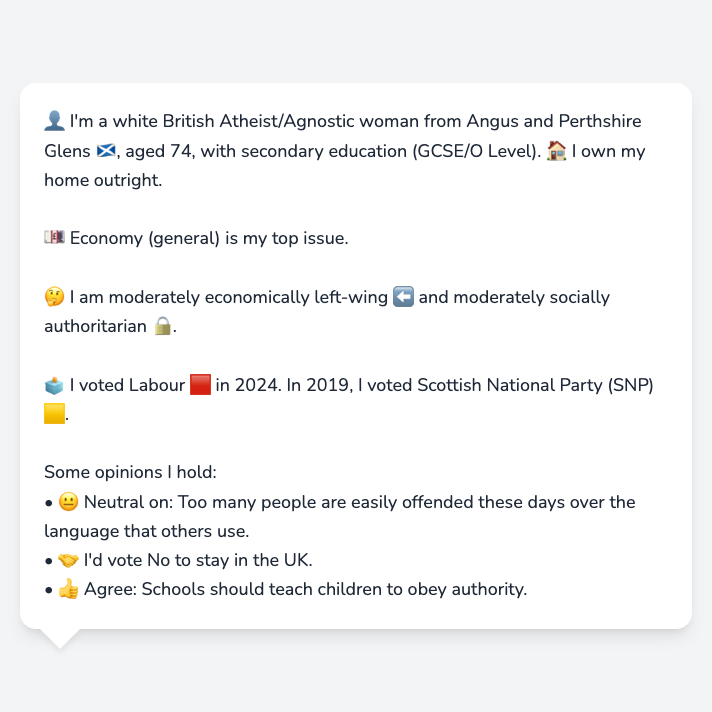 👤 I'm a white British Atheist/Agnostic woman from Angus and Perthshire
Glens 🏴󠁧󠁢󠁳󠁣󠁴󠁿, aged 74, with secondary education (GCSE/O Level). 🏠 I own my
home outright.
💷 Economy (general) is my top issue.
🤔 I am moderately economically left-wing ⬅️ and moderately socially
authoritarian 🔒.
🗳️ I voted Labour 🟥 in 2024. In 2019, I voted Scottish National Party (SNP)
🟨.
Some opinions I hold:
• 😐 Neutral on: Too many people are easily offended these days over the
language that others use.
• 🤝 I'd vote No to stay in the UK.
• 👍 Agree: Schools should teach children to obey authority.